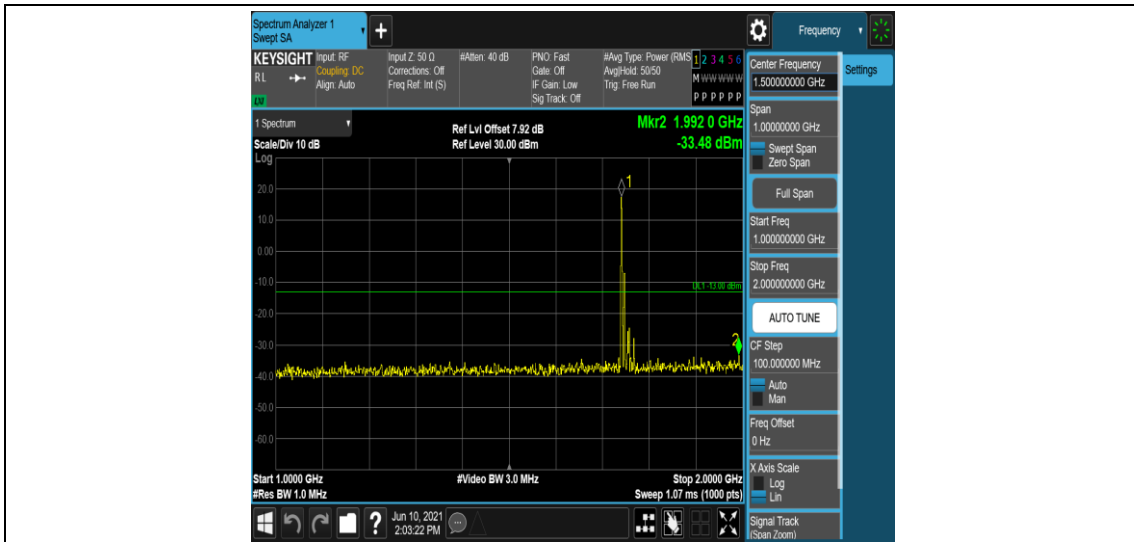 Spectrum Analyzer 1
Swept SA
Frequency
KEYSIGHT
RL
LXI
Input: RF
Coupling: DC
Align: Auto
Input Z: 50 Ω
Corrections: Off
Freq Ref: Int (S)
#Atten: 40 dB
PNO: Fast
Gate: Off
IF Gain: Low
Sig Track: Off
#Avg Type: Power (RMS
Avg|Hold: 50/50
Trig: Free Run
1 2 3 4 5 6
M W W W W W
P P P P P P
1 Spectrum
Scale/Div 10 dB
Log
Ref Lvl Offset 7.92 dB
Ref Level 30.00 dBm
Mkr2 1.992 0 GHz
-33.48 dBm
20.0
10.0
0.00
-10.0
-20.0
-30.0
-40.0
-50.0
-60.0
1
DL1 -13.00 dBm
2
Start 1.0000 GHz
#Res BW 1.0 MHz
#Video BW 3.0 MHz
Stop 2.0000 GHz
Sweep 1.07 ms (1000 pts)
Jun 10, 2021
2:03:22 PM
Center Frequency
1.500000000 GHz
Settings
Span
1.00000000 GHz
Swept Span
Zero Span
Full Span
Start Freq
1.000000000 GHz
Stop Freq
2.000000000 GHz
AUTO TUNE
CF Step
100.000000 MHz
Auto
Man
Freq Offset
0 Hz
X Axis Scale
Log
Lin
Signal Track
(Span Zoom)